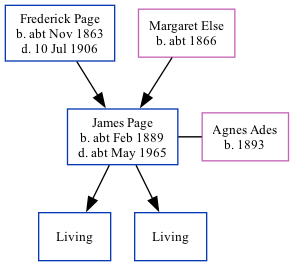 Frederick Page
b. abt Nov 1863
d. 10 Jul 1906
Margaret Else
b. abt 1866
James Page
b. abt Feb 1889
d. abt May 1965
Agnes Ades
b. 1893
Living
Living